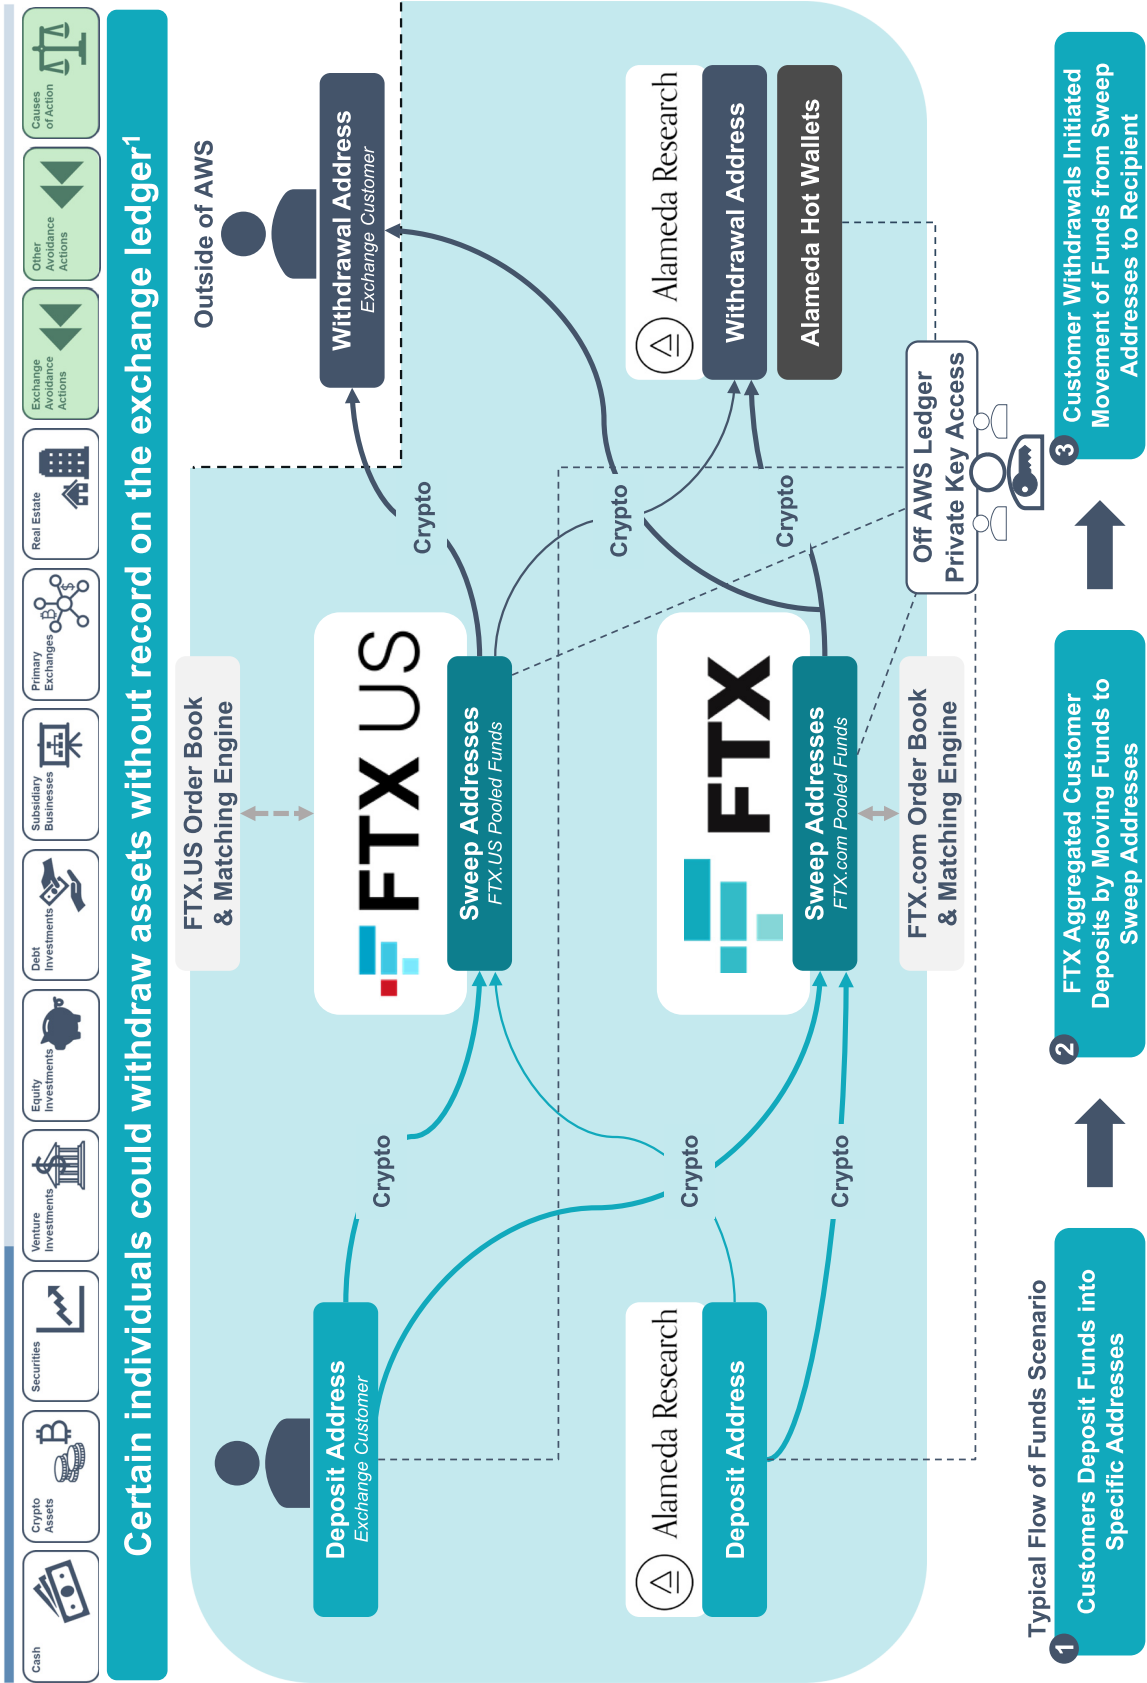 Cash
Crypto
Assets
Securities
Venture
Investments
Equity
Investments
Debt
Investments
Subsidiary
Businesses
Primary
Exchanges
Real Estate
Exchange
Avoidance
Actions
Other
Avoidance
Actions
Causes
of Action
Certain individuals could withdraw assets without record on the exchange ledger¹
FTX.US Order Book
& Matching Engine
Outside of AWS
Deposit Address
Exchange Customer
Crypto
FTX US
Sweep Addresses
FTX.US Pooled Funds
Crypto
Withdrawal Address
Exchange Customer
Alameda Research
Deposit Address
Crypto
Crypto
FTX
Sweep Addresses
FTX.com Pooled Funds
Crypto
Crypto
Alameda Research
Withdrawal Address
Alameda Hot Wallets
FTX.com Order Book
& Matching Engine
Off AWS Ledger
Private Key Access
Typical Flow of Funds Scenario
1
Customers Deposit Funds into
Specific Addresses
2
FTX Aggregated Customer
Deposits by Moving Funds to
Sweep Addresses
3
Customer Withdrawals Initiated
Movement of Funds from Sweep
Addresses to Recipient